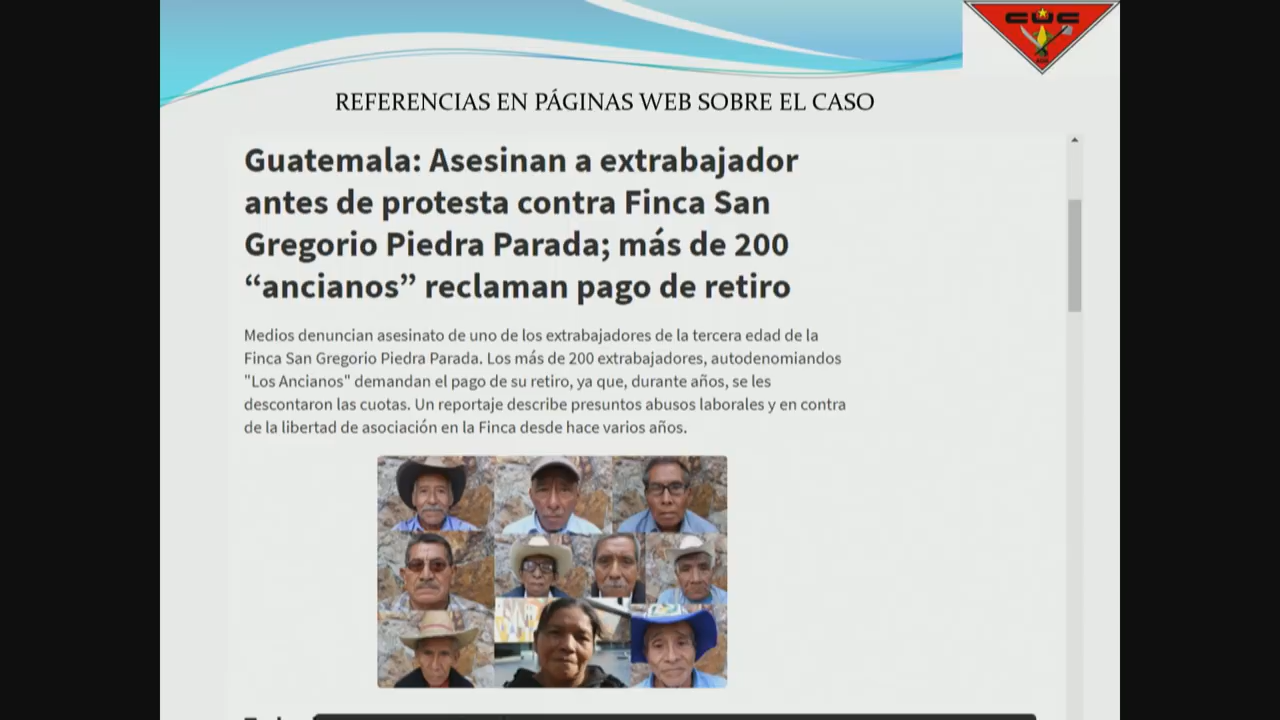 CUC
REFERENCIAS EN PÁGINAS WEB SOBRE EL CASO
Guatemala: Asesinan a extrabajador
antes de protesta contra Finca San
Gregorio Piedra Parada; más de 200
“ancianos” reclaman pago de retiro
Medios denuncian asesinato de uno de los extrabajadores de la tercera edad de la
Finca San Gregorio Piedra Parada. Los más de 200 extrabajadores, autodenomiandos
"Los Ancianos" demandan el pago de su retiro, ya que, durante años, se les
descontaron las cuotas. Un reportaje describe presuntos abusos laborales y en contra
de la libertad de asociación en la Finca desde hace varios años.